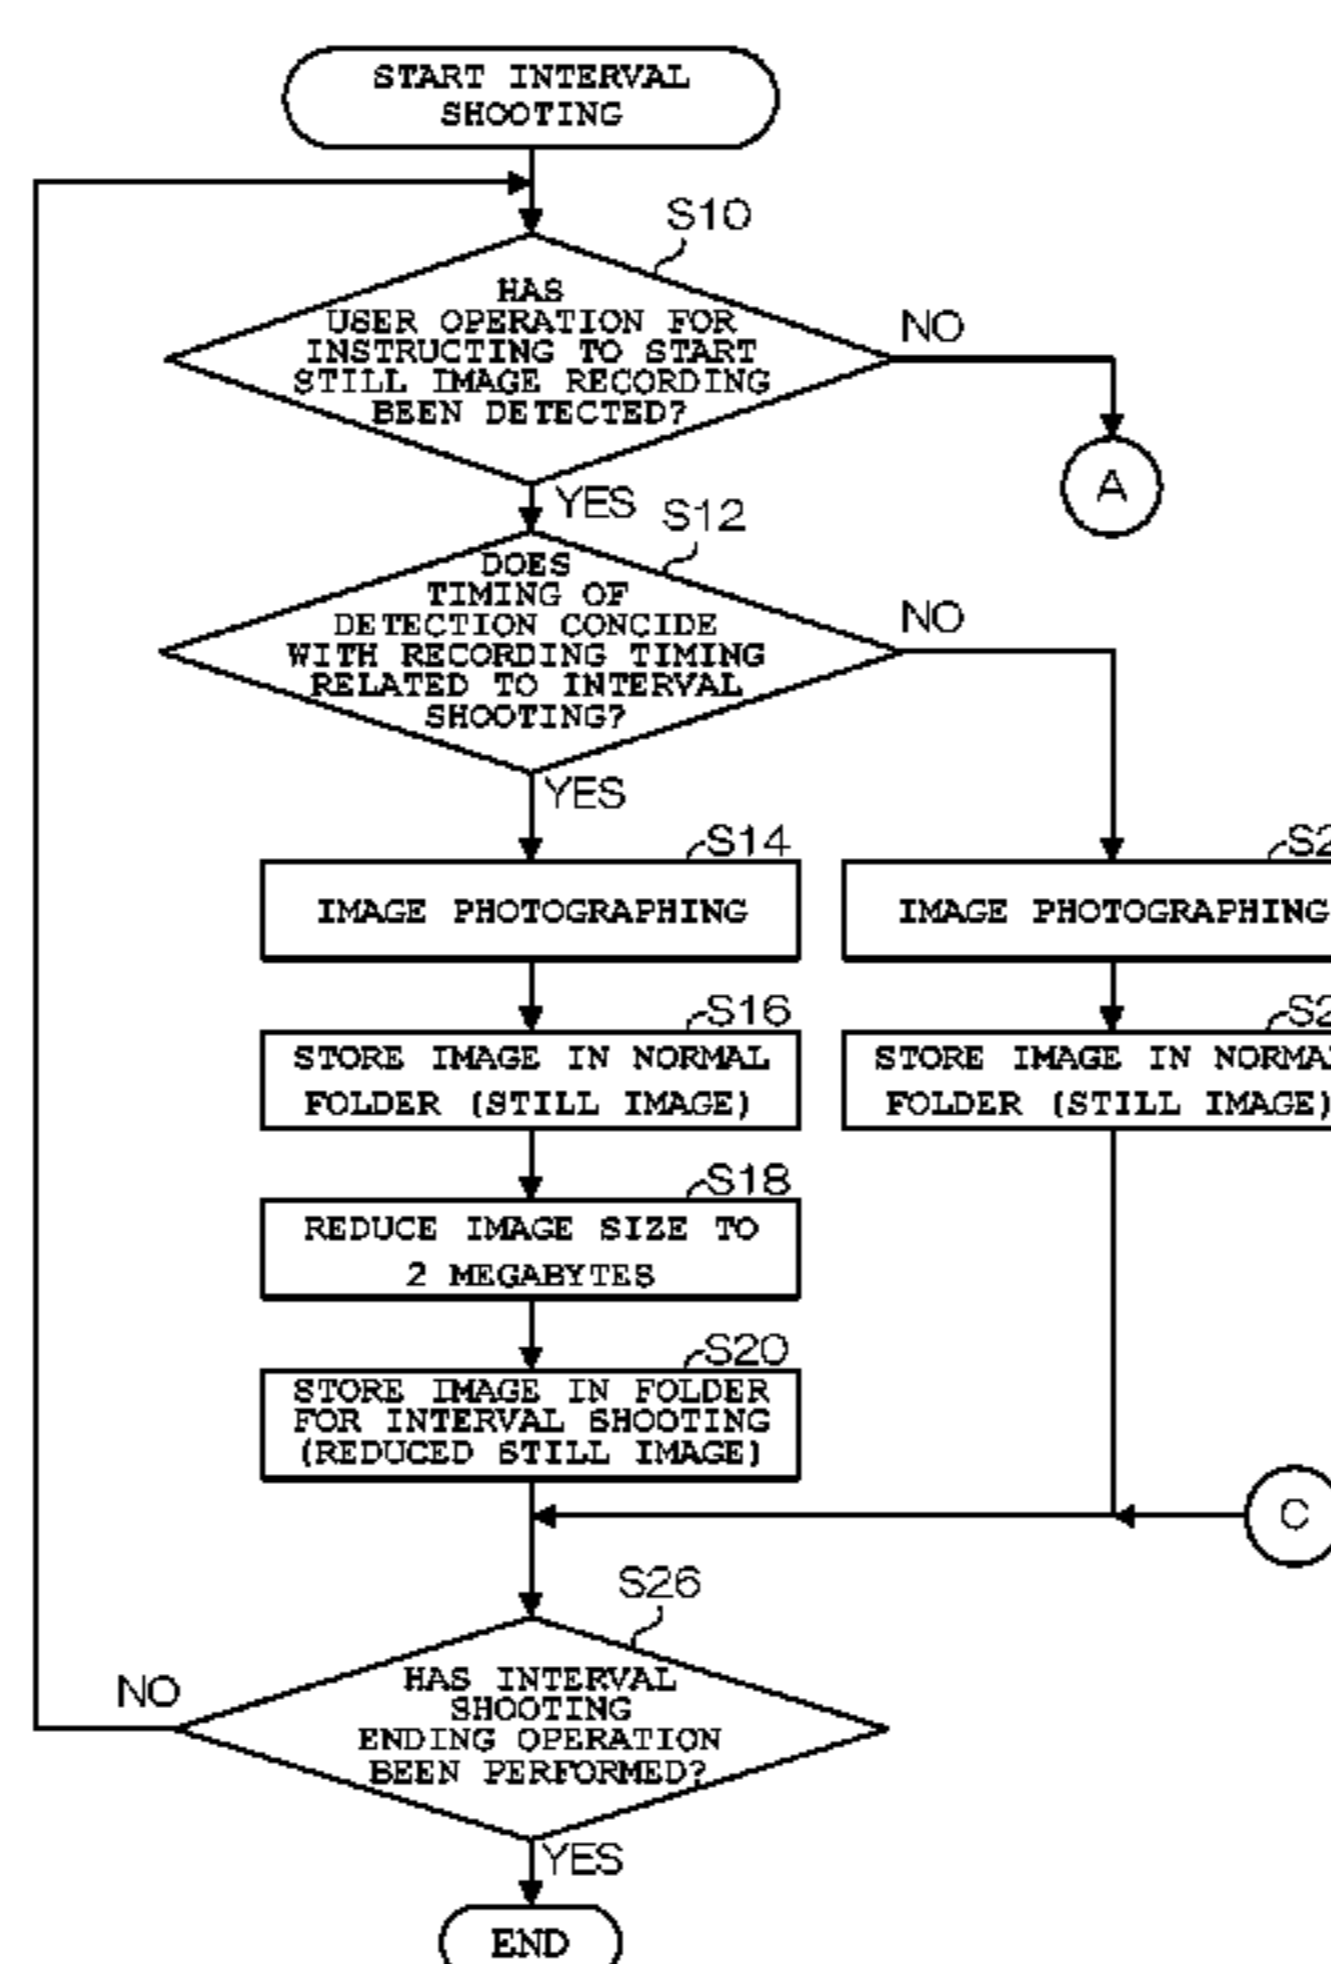 START INTERVAL
SHOOTING
S10
HAS
USER OPERATION FOR
INSTRUCTING TO START
STILL IMAGE RECORDING
BEEN DETECTED?
NO
A
YES
S12
DOES
TIMING OF
DETECTION CONCIDE
WITH RECORDING TIMING
RELATED TO INTERVAL
SHOOTING?
NO
YES
S14
IMAGE PHOTOGRAPHING
S2
IMAGE PHOTOGRAPHING
S16
STORE IMAGE IN NORMAL
FOLDER (STILL IMAGE)
S2
STORE IMAGE IN NORMAL
FOLDER (STILL IMAGE)
S18
REDUCE IMAGE SIZE TO
2 MEGABYTES
S20
STORE IMAGE IN FOLDER
FOR INTERVAL SHOOTING
(REDUCED STILL IMAGE)
C
S26
HAS INTERVAL
SHOOTING
ENDING OPERATION
BEEN PERFORMED?
NO
YES
END